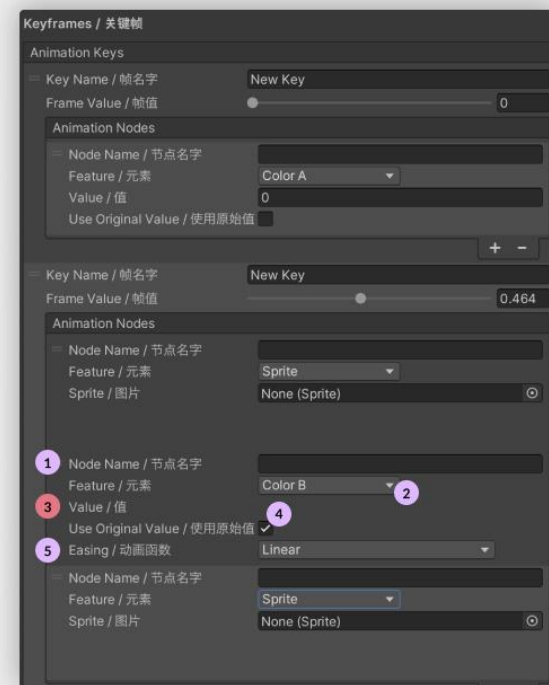 Keyframes / 关键帧
Animation Keys
Key Name / 帧名字 New Key
Frame Value / 帧值 0
Animation Nodes
Node Name / 节点名字
Feature / 元素 Color A
Value / 值 0
Use Original Value / 使用原始值
+ -
Key Name / 帧名字 New Key
Frame Value / 帧值 0.464
Animation Nodes
Node Name / 节点名字
Feature / 元素 Sprite
Sprite / 图片 None (Sprite)
1 Node Name / 节点名字
Feature / 元素 Color B 2
3 Value / 值
Use Original Value / 使用原始值 4
5 Easing / 动画函数 Linear
Node Name / 节点名字
Feature / 元素 Sprite
Sprite / 图片 None (Sprite)